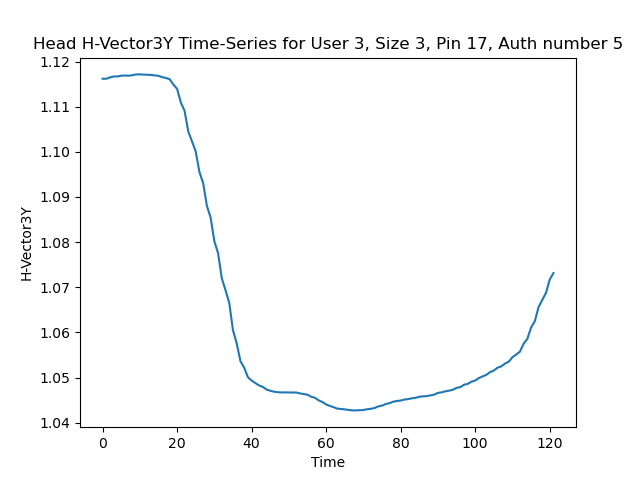 Head H-Vector3Y Time-Series for User 3, Size 3, Pin 17, Auth number 5
1.12
1.11
1.10
1.09
1.08
1.07
1.06
1.05
1.04
H-Vector3Y
0 20 40 60 80 100 120
Time